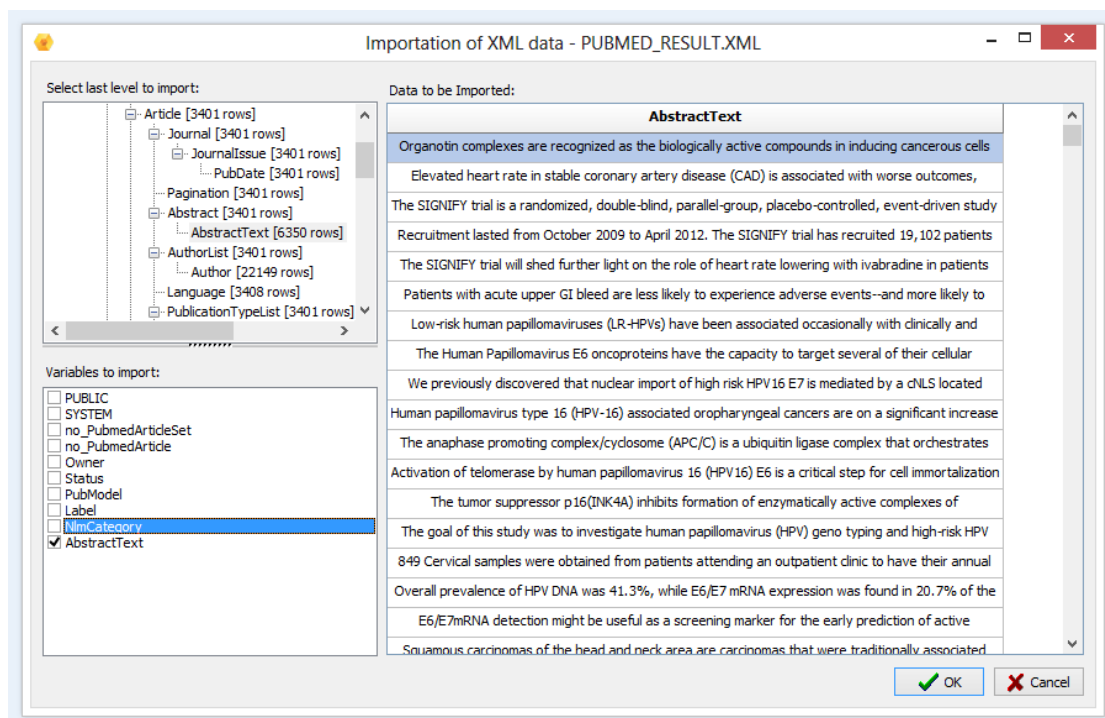 Importation of XML data - PUBMED_RESULT.XML
Select last level to import:
Article [3401 rows]
Journal [3401 rows]
JournalIssue [3401 rows]
PubDate [3401 rows]
Pagination [3401 rows]
Abstract [3401 rows]
AbstractText [6350 rows]
AuthorList [3401 rows]
Author [22149 rows]
Language [3408 rows]
PublicationTypeList [3401 rows]
Variables to import:
PUBLIC
SYSTEM
no_PubmedArticleSet
no_PubmedArticle
Owner
Status
PubModel
Label
NlmCategory
AbstractText
Data to be Imported:
AbstractText
Organotin complexes are recognized as the biologically active compounds in inducing cancerous cells
Elevated heart rate in stable coronary artery disease (CAD) is associated with worse outcomes,
The SIGNIFY trial is a randomized, double-blind, parallel-group, placebo-controlled, event-driven study
Recruitment lasted from October 2009 to April 2012. The SIGNIFY trial has recruited 19,102 patients
The SIGNIFY trial will shed further light on the role of heart rate lowering with ivabradine in patients
Patients with acute upper GI bleed are less likely to experience adverse events--and more likely to
Low-risk human papillomaviruses (LR-HPVs) have been associated occasionally with clinically and
The Human Papillomavirus E6 oncoproteins have the capacity to target several of their cellular
We previously discovered that nuclear import of high risk HPV16 E7 is mediated by a cNLS located
Human papillomavirus type 16 (HPV-16) associated oropharyngeal cancers are on a significant increase
The anaphase promoting complex/cyclosome (APC/C) is a ubiquitin ligase complex that orchestrates
Activation of telomerase by human papillomavirus 16 (HPV16) E6 is a critical step for cell immortalization
The tumor suppressor p16(INK4A) inhibits formation of enzymatically active complexes of
The goal of this study was to investigate human papillomavirus (HPV) geno typing and high-risk HPV
849 Cervical samples were obtained from patients attending an outpatient clinic to have their annual
Overall prevalence of HPV DNA was 41.3%, while E6/E7 mRNA expression was found in 20.7% of the
E6/E7mRNA detection might be useful as a screening marker for the early prediction of active
Squamous carcinomas of the head and neck area are carcinomas that were traditionally associated
OK
Cancel